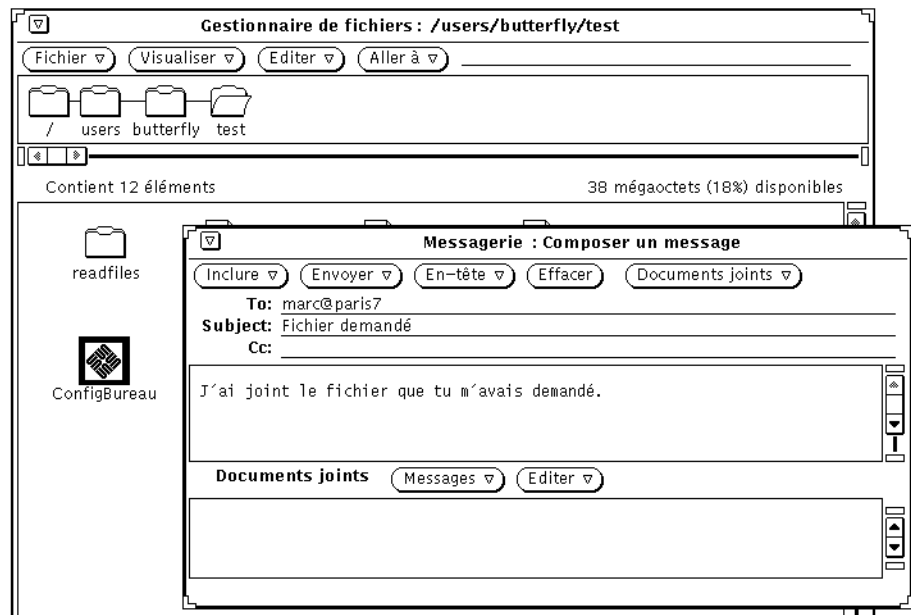 Gestionnaire de fichiers : /users/butterfly/test
Fichier Visualiser Editer Aller à
/ users butterfly test
Contient 12 éléments 38 mégaoctets (18%) disponibles
readfiles
ConfigBureau
Messagerie : Composer un message
Inclure Envoyer En-tête Effacer Documents joints
To: marc@paris7
Subject: Fichier demandé
Cc:
J´ai joint le fichier que tu m´avais demandé.
Documents joints Messages Editer